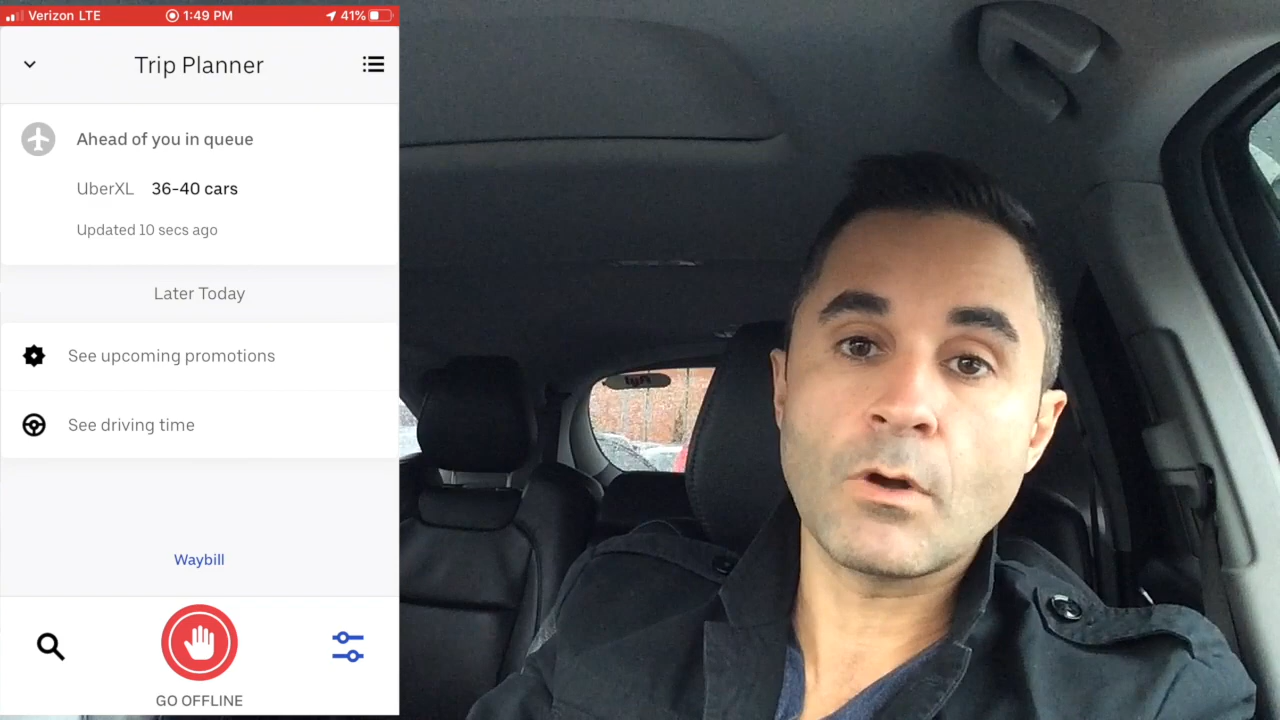 Verizon LTE 1:49 PM 41%
Trip Planner
Ahead of you in queue
UberXL 36-40 cars
Updated 10 secs ago
Later Today
See upcoming promotions
See driving time
Waybill
GO OFFLINE
lyft